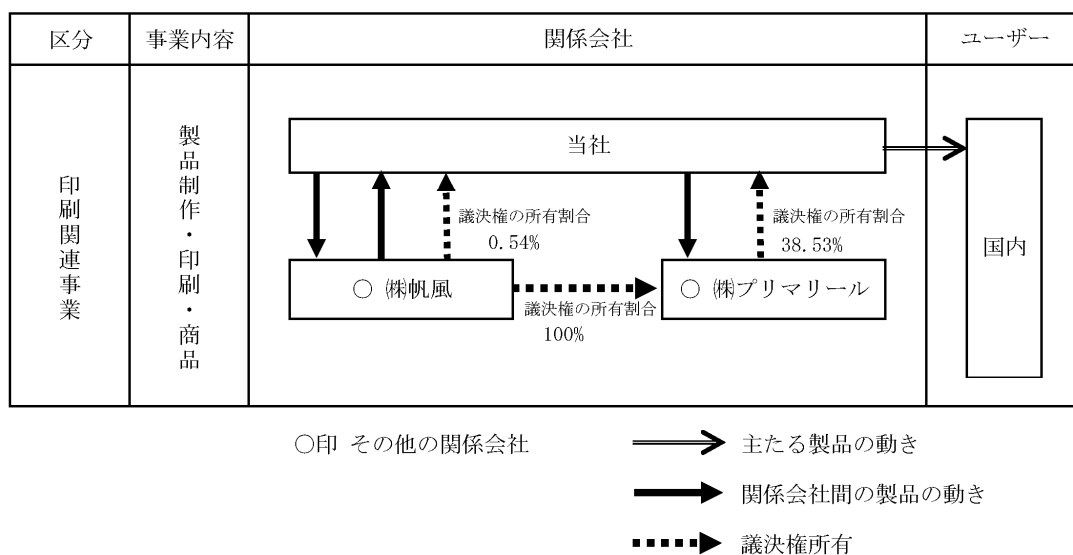 区分
事業内容
関係会社
ユーザー
印刷関連事業
製品制作・印刷・商品
当社
議決権の所有割合
0.54%
議決権の所有割合
38.53%
○ ㈱帆風
○ ㈱プリマリール
議決権の所有割合
100%
国内
○印 その他の関係会社
主たる製品の動き
関係会社間の製品の動き
議決権所有